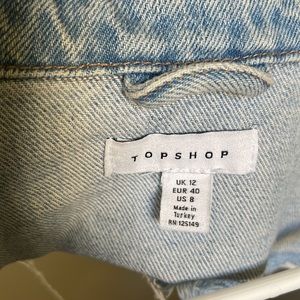 TOPSHOP
UK 12
EUR 40
US 8
Made in
Turkey
RN 125149